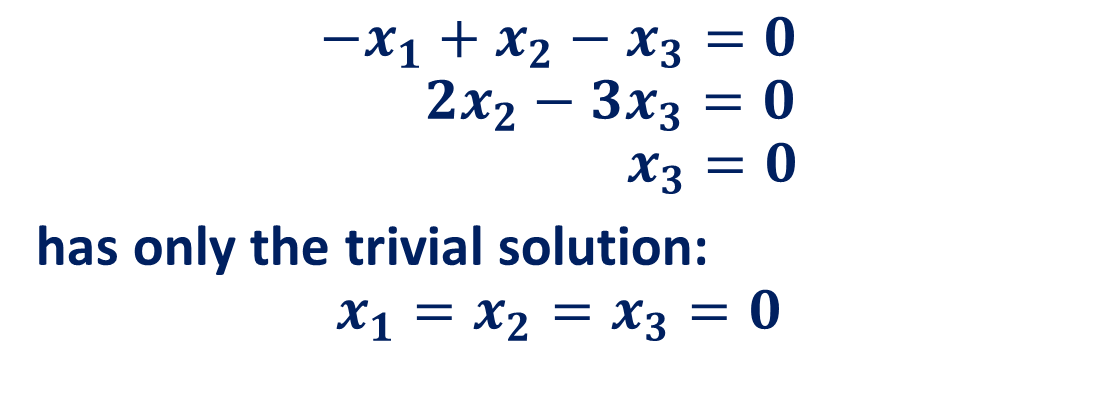 −x₁ + x₂ − x₃ = 0
2x₂ − 3x₃ = 0
x₃ = 0
has only the trivial solution:
x₁ = x₂ = x₃ = 0